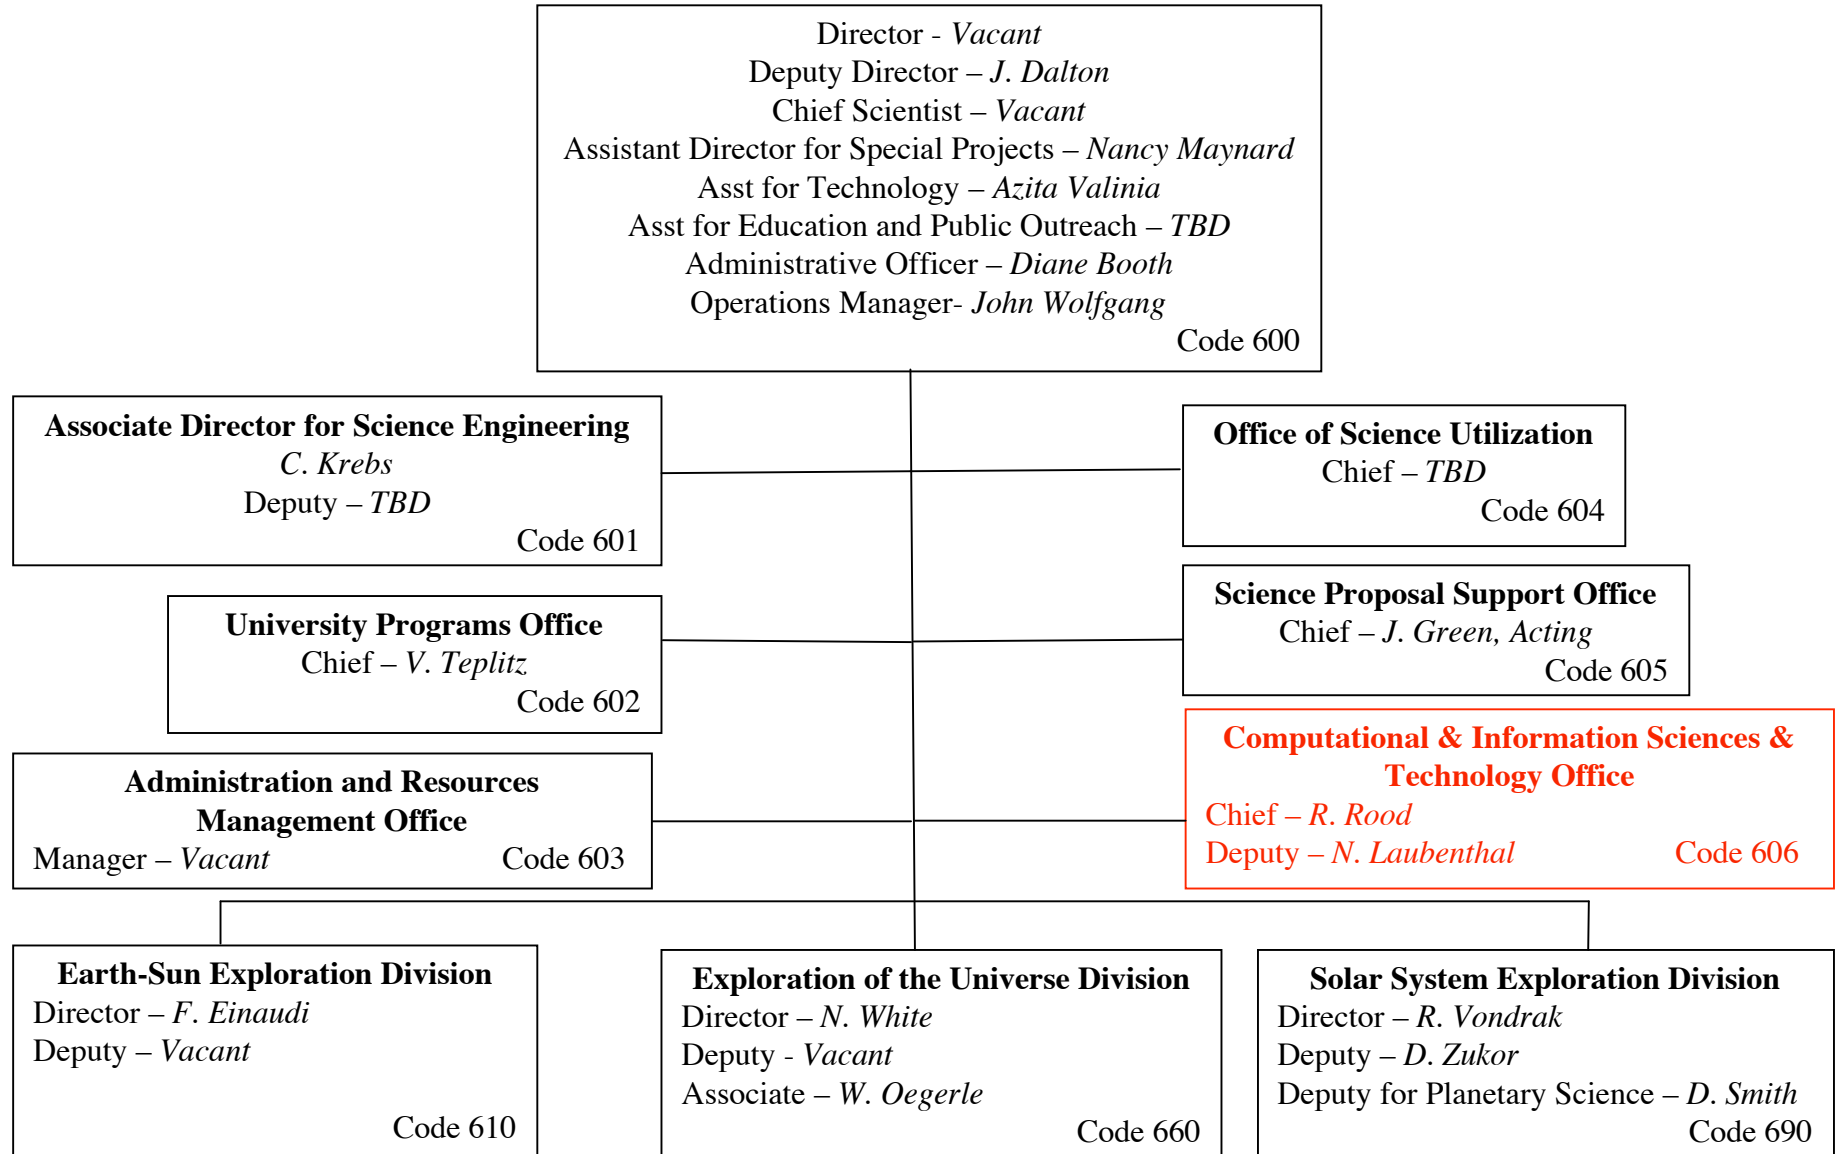 Director - Vacant
Deputy Director – J. Dalton
Chief Scientist – Vacant
Assistant Director for Special Projects – Nancy Maynard
Asst for Technology – Azita Valinia
Asst for Education and Public Outreach – TBD
Administrative Officer – Diane Booth
Operations Manager- John Wolfgang
Code 600
Associate Director for Science Engineering
C. Krebs
Deputy – TBD
Code 601
Office of Science Utilization
Chief – TBD
Code 604
University Programs Office
Chief – V. Teplitz
Code 602
Science Proposal Support Office
Chief – J. Green, Acting
Code 605
Administration and Resources
Management Office
Manager – Vacant Code 603
Computational & Information Sciences &
Technology Office
Chief – R. Rood
Deputy – N. Laubenthal Code 606
Earth-Sun Exploration Division
Director – F. Einaudi
Deputy – Vacant
Code 610
Exploration of the Universe Division
Director – N. White
Deputy - Vacant
Associate – W. Oegerle
Code 660
Solar System Exploration Division
Director – R. Vondrak
Deputy – D. Zukor
Deputy for Planetary Science – D. Smith
Code 690